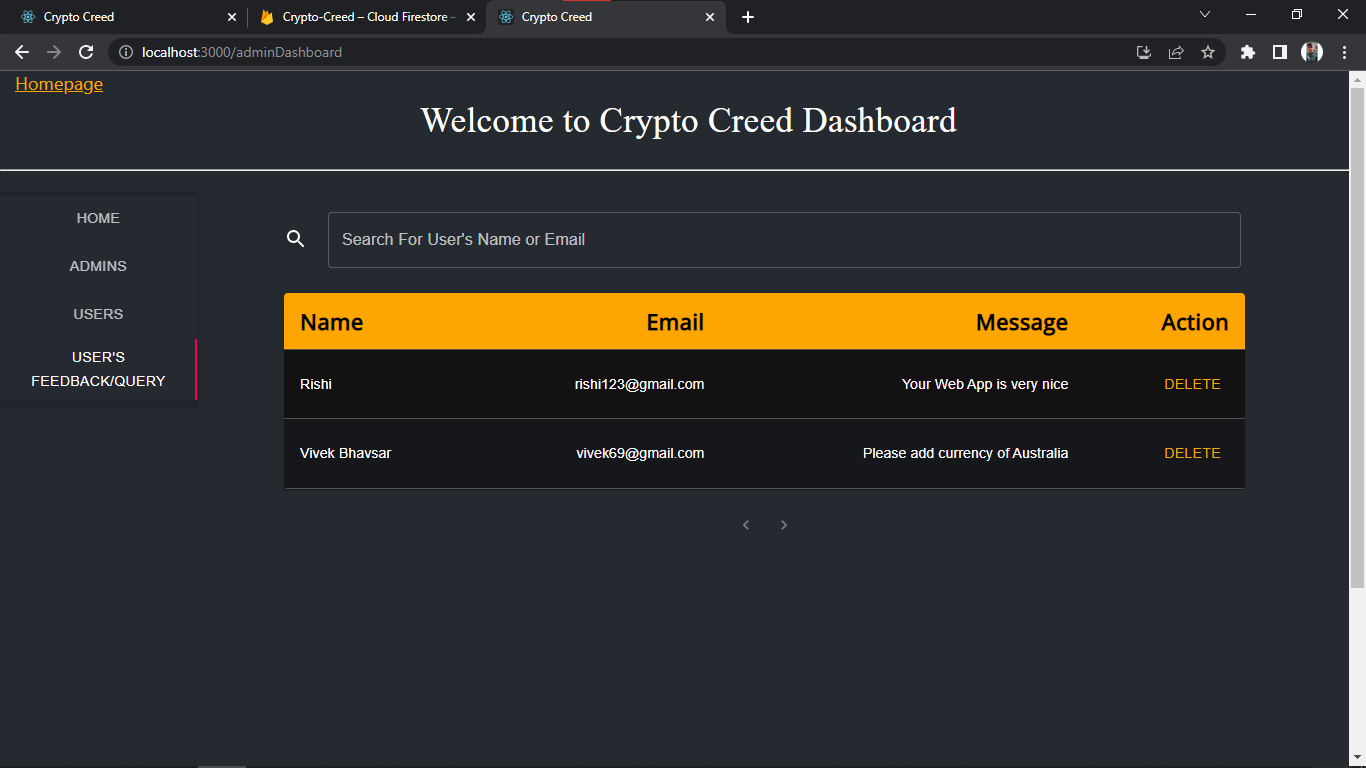 Crypto Creed
Crypto-Creed – Cloud Firestore –
Crypto Creed
localhost:3000/adminDashboard
Homepage
Welcome to Crypto Creed Dashboard
HOME
ADMINS
USERS
USER'S
FEEDBACK/QUERY
Search For User's Name or Email
Name Email Message Action
Rishi rishi123@gmail.com Your Web App is very nice DELETE
Vivek Bhavsar vivek69@gmail.com Please add currency of Australia DELETE